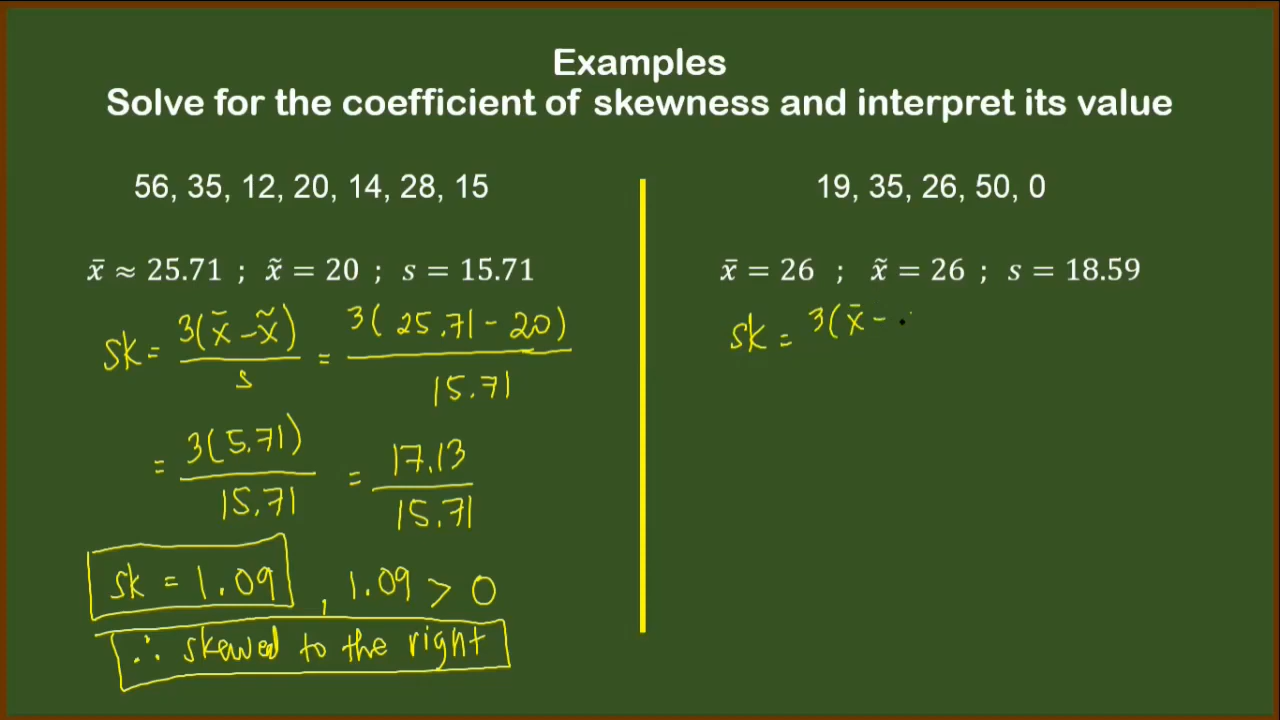 Examples
Solve for the coefficient of skewness and interpret its value
56, 35, 12, 20, 14, 28, 15
x̄ ≈ 25.71 ; x̃ = 20 ; s = 15.71
sk = 3(x̄ − x̃) / s = 3(25.71 − 20) / 15.71
= 3(5.71) / 15.71 = 17.13 / 15.71
sk = 1.09 , 1.09 > 0
∴ skewed to the right
19, 35, 26, 50, 0
x̄ = 26 ; x̃ = 26 ; s = 18.59
sk = 3(x̄ −